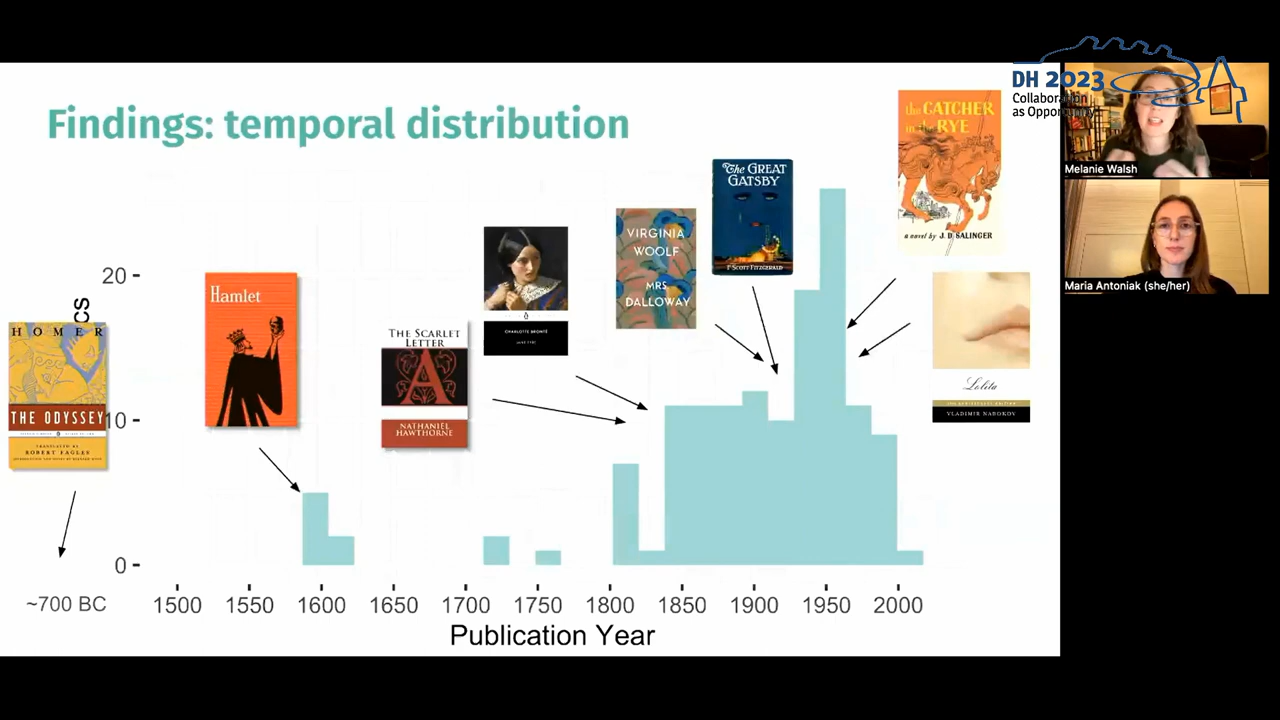 DH 2023
Collaboration
as Opportunity
Melanie Walsh
Maria Antoniak (she/her)
Findings: temporal distribution
the CATCHER
in the RYE
a novel by J. D. SALINGER
The GREAT
GATSBY
F. SCOTT FITZGERALD
VIRGINIA
WOOLF
MRS.
DALLOWAY
CHARLOTTE BRONTË
JANE EYRE
Hamlet
THE SCARLET
LETTER
A
NATHANIEL
HAWTHORNE
HOMER
THE ODYSSEY
TRANSLATED BY
ROBERT FAGLES
Lolita
VLADIMIR NABOKOV
cs
20
10
0
~700 BC
1500 1550 1600 1650 1700 1750 1800 1850 1900 1950 2000
Publication Year